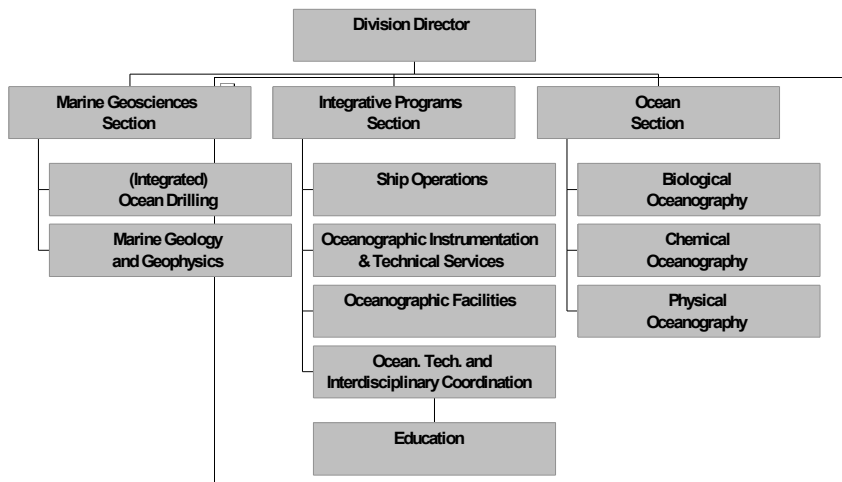 Division Director
Marine Geosciences
Section
Integrative Programs
Section
Ocean
Section
(Integrated)
Ocean Drilling
Marine Geology
and Geophysics
Ship Operations
Oceanographic Instrumentation
& Technical Services
Oceanographic Facilities
Ocean. Tech. and
Interdisciplinary Coordination
Education
Biological
Oceanography
Chemical
Oceanography
Physical
Oceanography